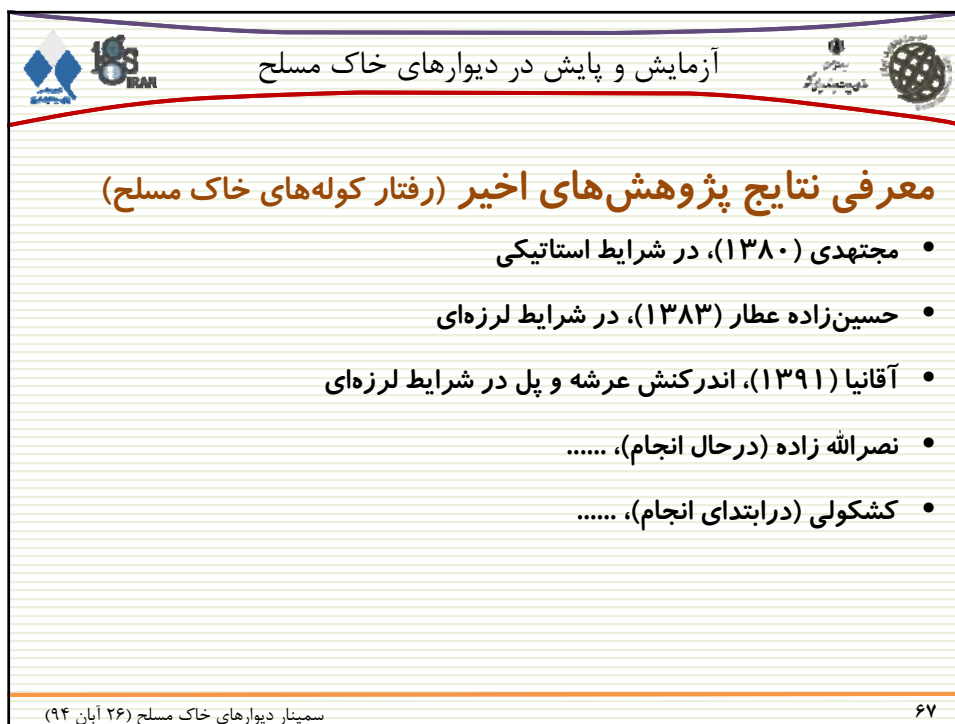 آزمایش و پایش در دیوارهای خاک مسلح
IGS
IRAN
معرفی نتایج پژوهش‌های اخیر (رفتار کوله‌های خاک مسلح)
• مجتهدی (۱۳۸۰)، در شرایط استاتیکی
• حسین‌زاده عطار (۱۳۸۳)، در شرایط لرزه‌ای
• آقانیا (۱۳۹۱)، اندرکنش عرشه و پل در شرایط لرزه‌ای
• نصرالله زاده (درحال انجام)، ......
• کشکولی (درابتدای انجام)، ......
۶۷
سمینار دیوارهای خاک مسلح (۲۶ آبان ۹۴)